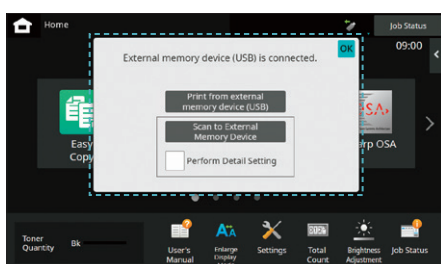 Home
Job Status
09:00
External memory device (USB) is connected.
OK
Print from external
memory device (USB)
Scan to External
Memory Device
Perform Detail Setting
Easy
Copy
rp OSA
Toner
Quantity
Bk
User's
Manual
Enlarge
Display
Mode
Settings
Total
Count
Brightness
Adjustment
Job Status